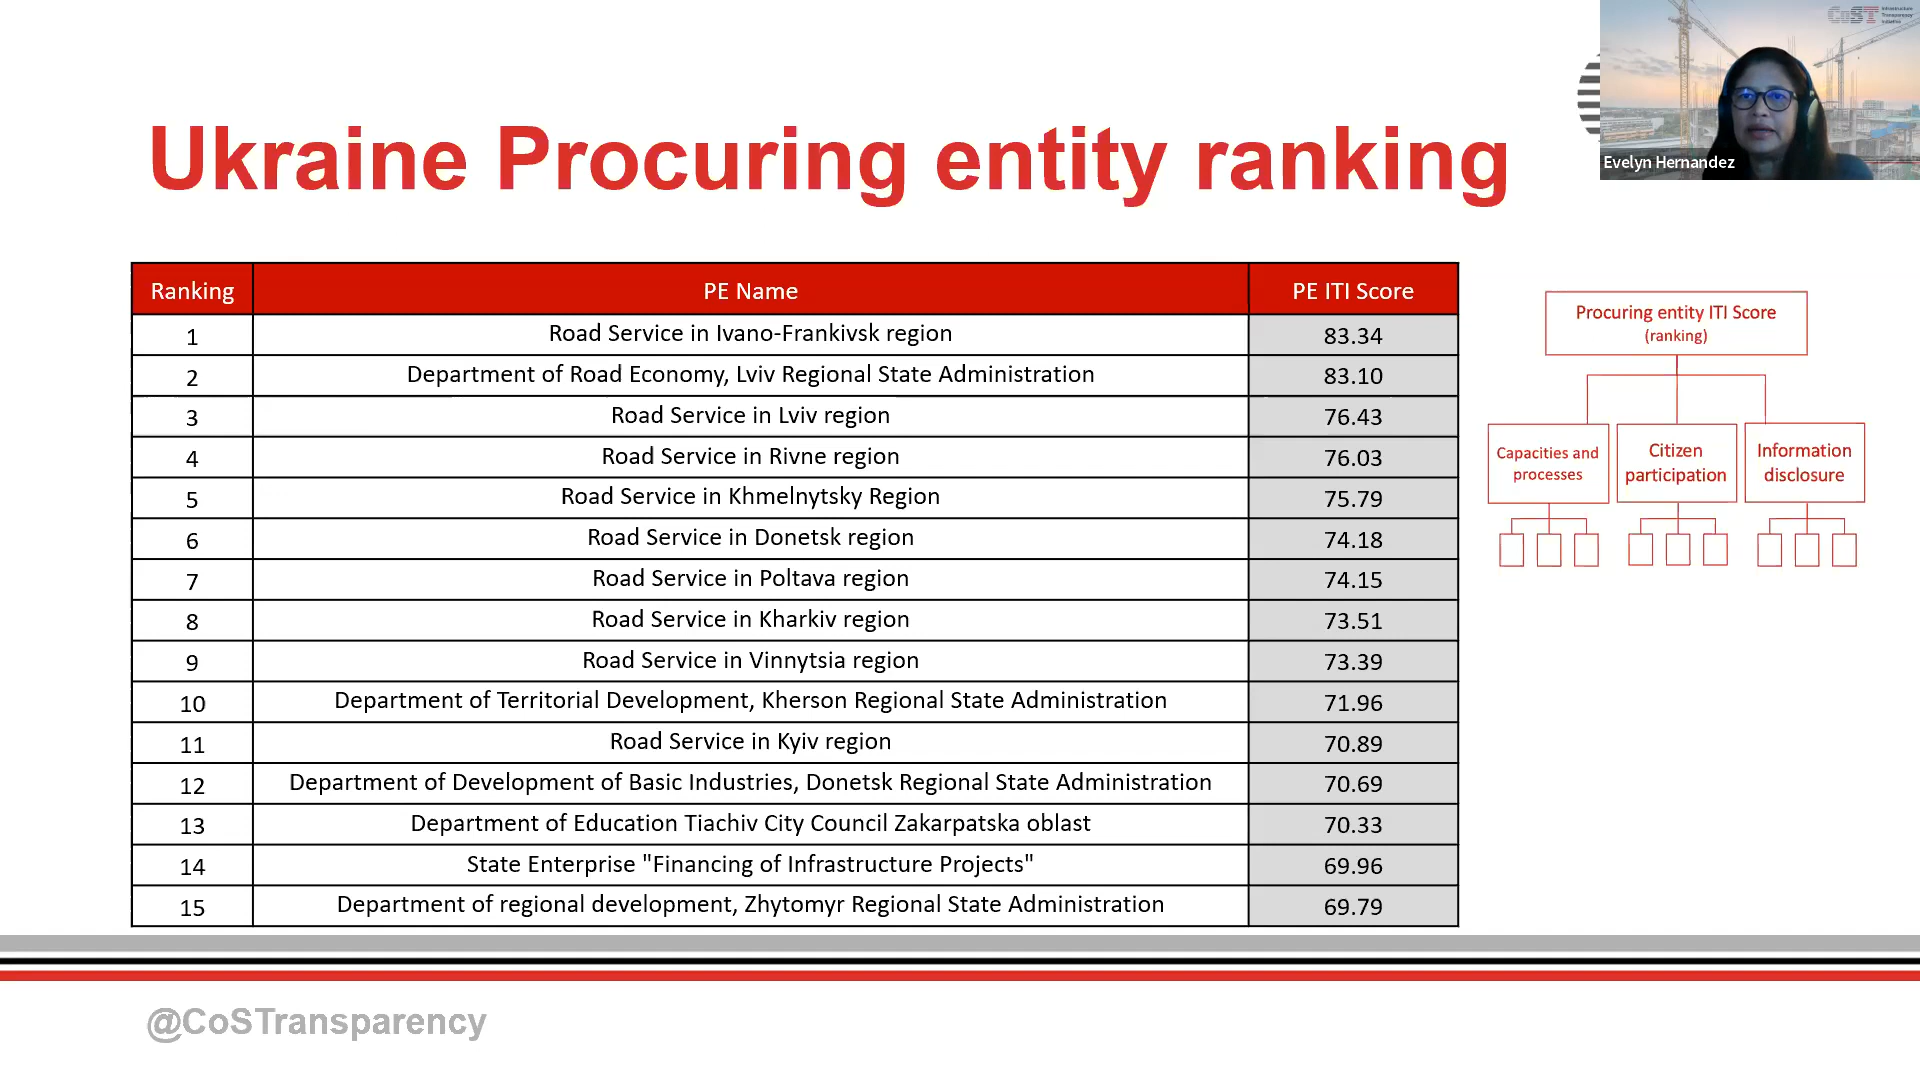 CoST Infrastructure
Transparency
Initiative
Evelyn Hernandez
Ukraine Procuring entity ranking
Ranking PE Name PE ITI Score
1 Road Service in Ivano-Frankivsk region 83.34
2 Department of Road Economy, Lviv Regional State Administration 83.10
3 Road Service in Lviv region 76.43
4 Road Service in Rivne region 76.03
5 Road Service in Khmelnytsky Region 75.79
6 Road Service in Donetsk region 74.18
7 Road Service in Poltava region 74.15
8 Road Service in Kharkiv region 73.51
9 Road Service in Vinnytsia region 73.39
10 Department of Territorial Development, Kherson Regional State Administration 71.96
11 Road Service in Kyiv region 70.89
12 Department of Development of Basic Industries, Donetsk Regional State Administration 70.69
13 Department of Education Tiachiv City Council Zakarpatska oblast 70.33
14 State Enterprise "Financing of Infrastructure Projects" 69.96
15 Department of regional development, Zhytomyr Regional State Administration 69.79
Procuring entity ITI Score
(ranking)
Capacities and
processes
Citizen
participation
Information
disclosure
@CoSTransparency